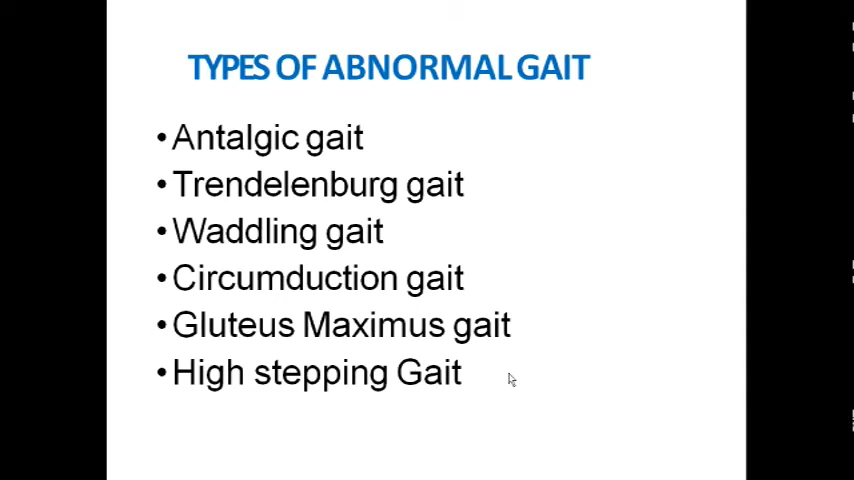 TYPES OF ABNORMAL GAIT
•Antalgic gait
•Trendelenburg gait
•Waddling gait
•Circumduction gait
•Gluteus Maximus gait
•High stepping Gait